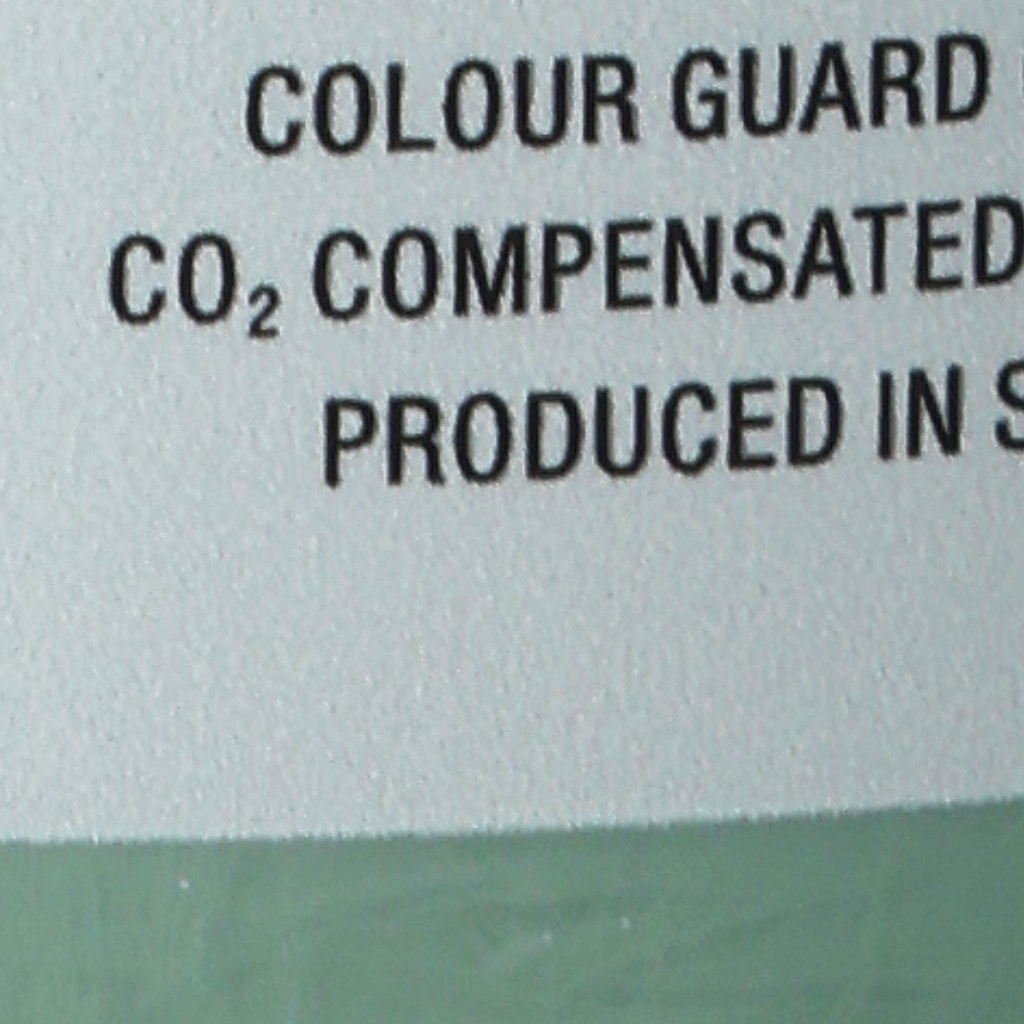 COLOUR GUARD
CO₂ COMPENSATED
PRODUCED IN